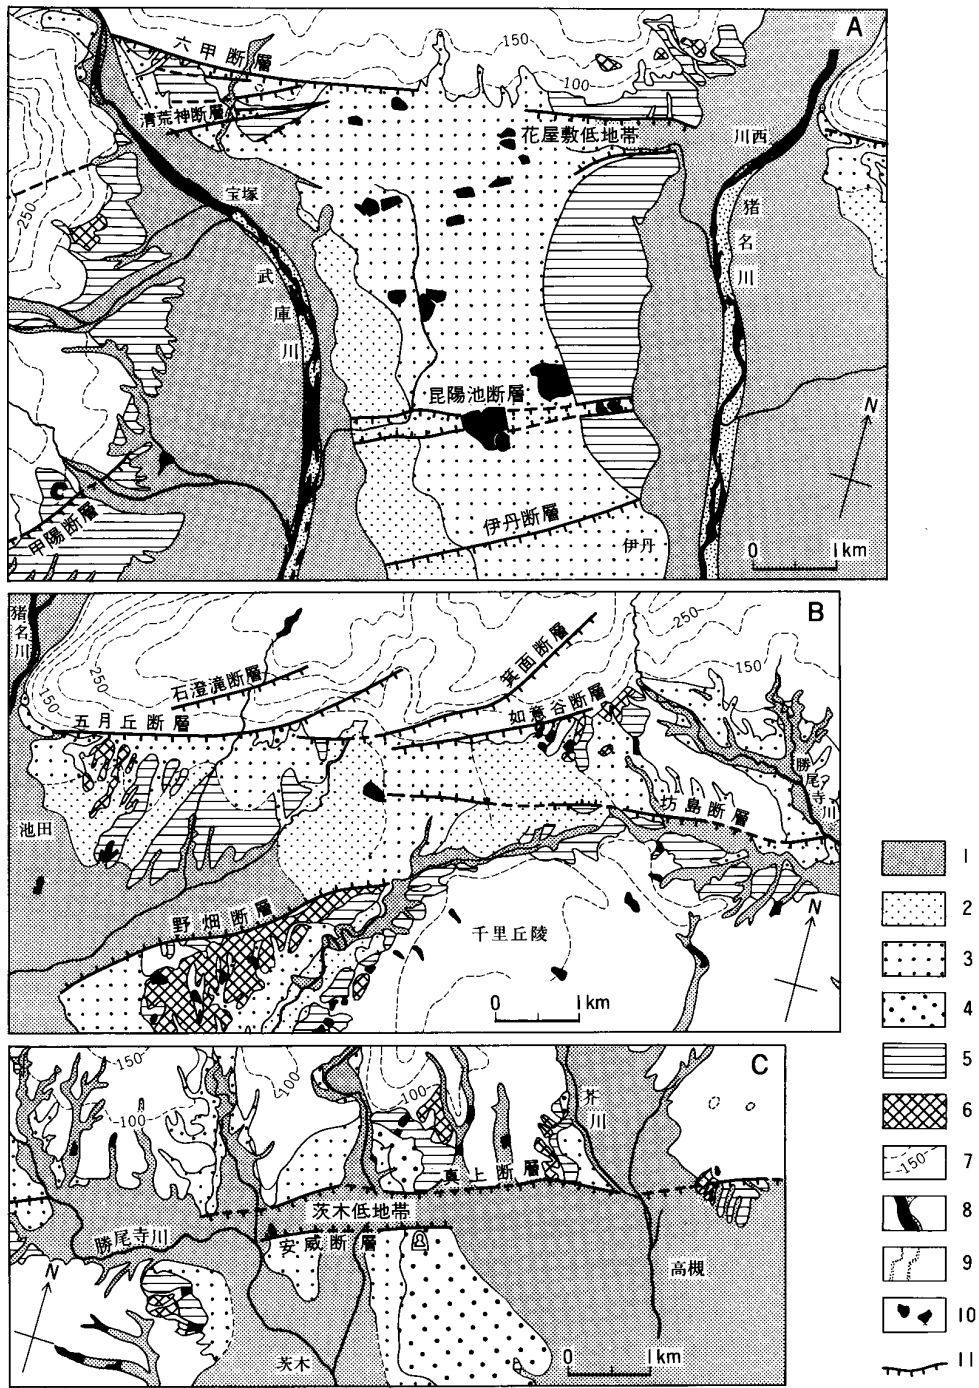 A
六甲断層
150
100
清荒神断層
花屋敷低地帯
川西
250
宝塚
猪名川
武庫川
昆陽池断層
N
甲陽断層
伊丹断層
伊丹
0 1km
B
猪名川
250
150
250
150
石澄滝断層
箕面断層
五月丘断層
如意谷断層
勝尾寺川
坊島断層
池田
野畑断層
千里丘陵
N
0 1km
C
150
100
100
100
芥川
真上断層
茨木低地帯
勝尾寺川
安威断層
高槻
N
茨木
0 1km
1
2
3
4
5
6
150 7
8
9
10
11